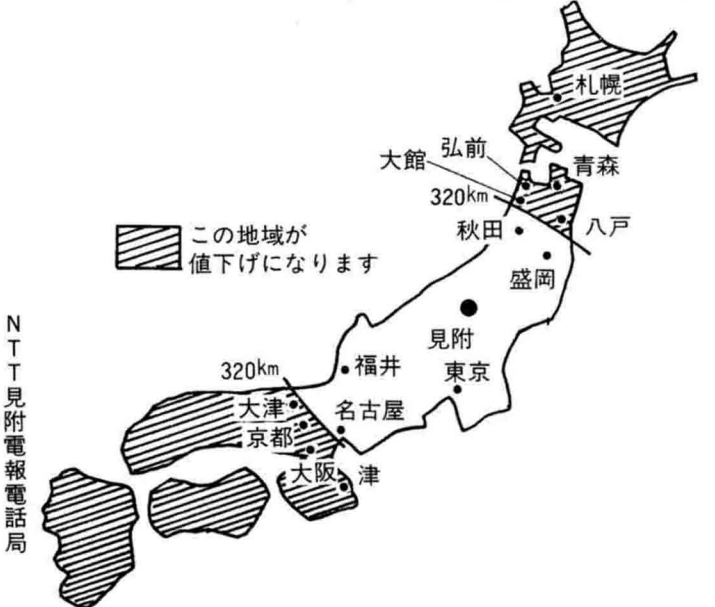 札幌
弘前
大館
青森
320km
八戸
秋田
盛岡
この地域が
値下げになります
見附
320km
福井
東京
大津
名古屋
京都
大阪
津
NTT見附電報電話局